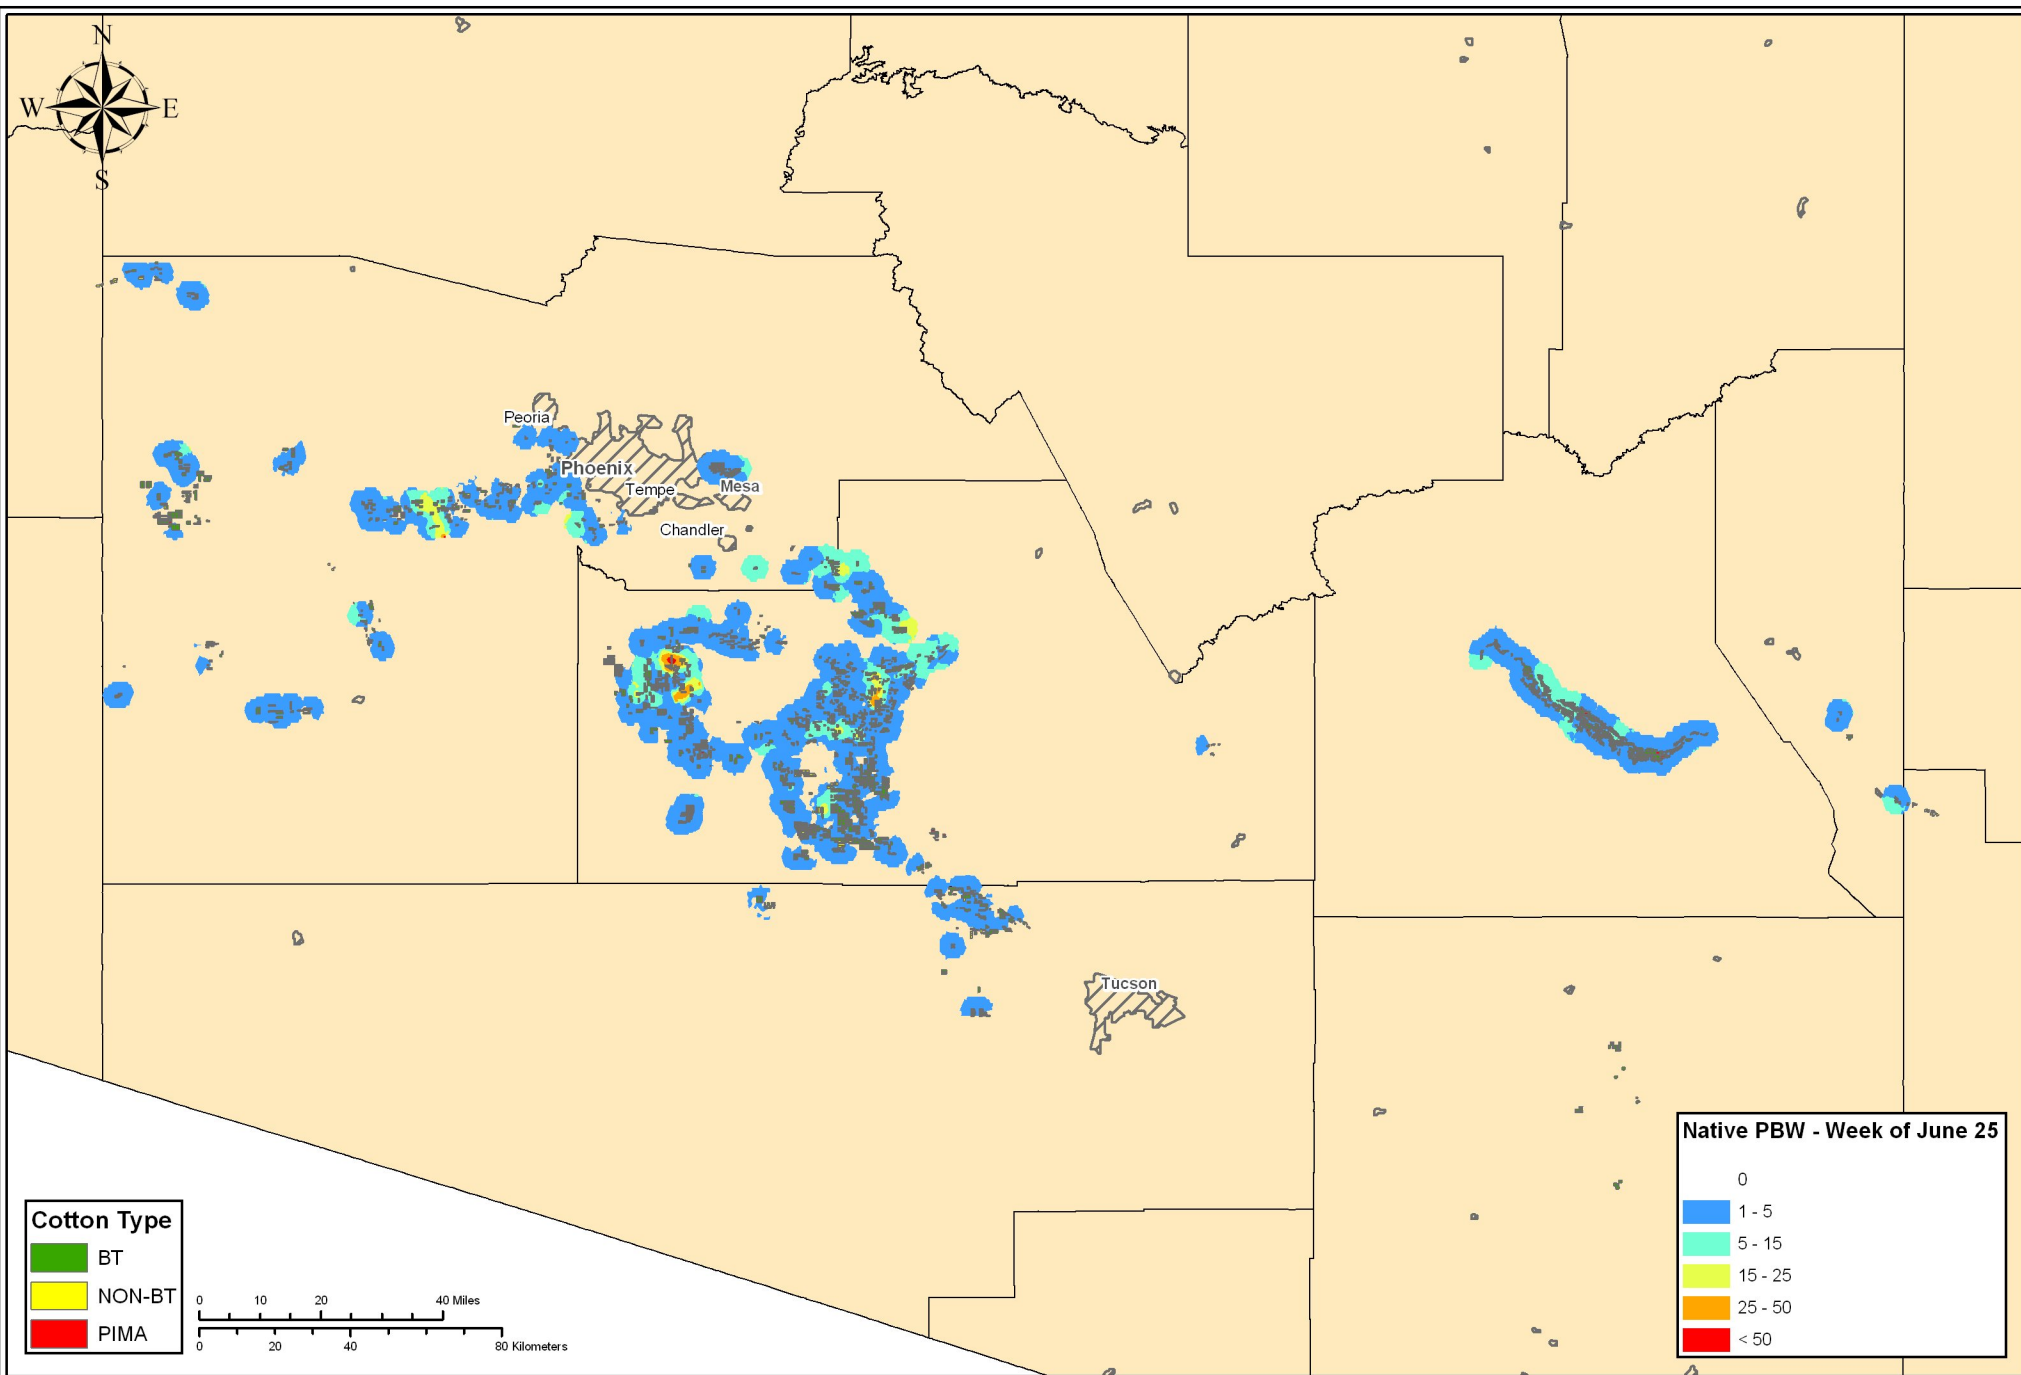 N
W E
S
Peoria
Phoenix
Tempe
Mesa
Chandler
Tucson
Native PBW - Week of June 25
0
1 - 5
5 - 15
15 - 25
25 - 50
< 50
Cotton Type
BT
NON-BT
PIMA
0 10 20 40 Miles
0 20 40 80 Kilometers